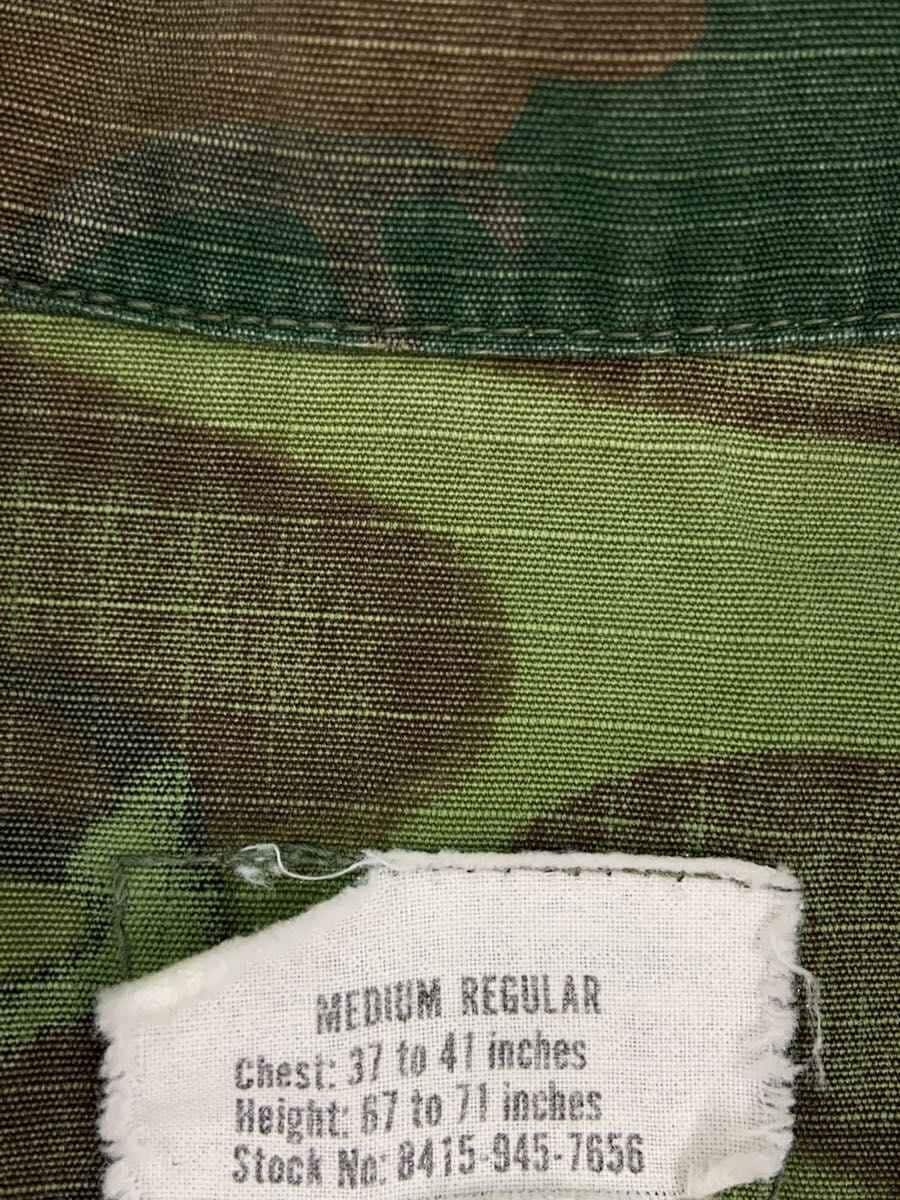 MEDIUM REGULAR
Chest: 37 to 41 inches
Height: 67 to 71 inches
Stock No: 8415-945-7656